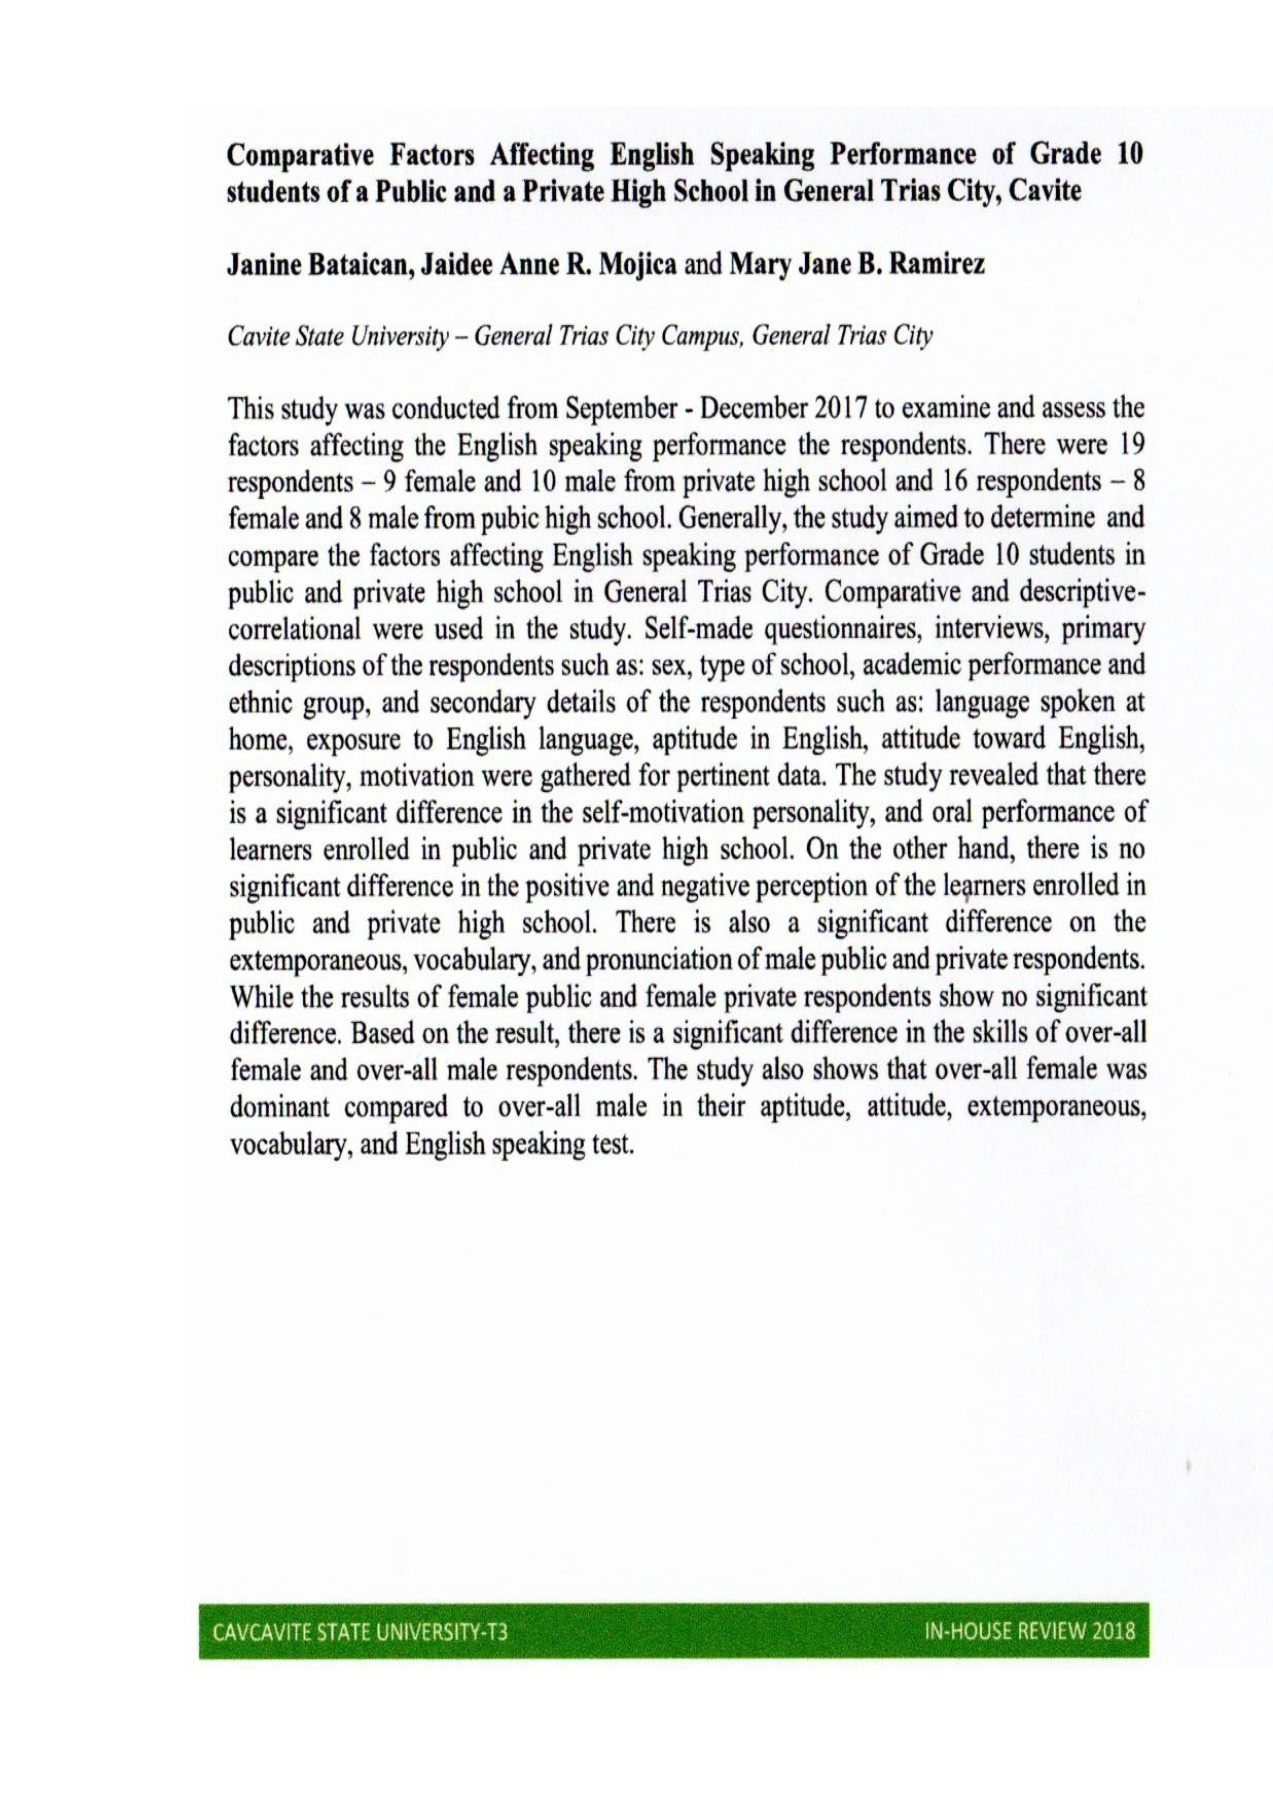 Comparative Factors Affecting English Speaking Performance of Grade 10
students of a Public and a Private High School in General Trias City, Cavite
Janine Bataican, Jaidee Anne R. Mojica and Mary Jane B. Ramirez
Cavite State University – General Trias City Campus, General Trias City
This study was conducted from September - December 2017 to examine and assess the
factors affecting the English speaking performance the respondents. There were 19
respondents – 9 female and 10 male from private high school and 16 respondents – 8
female and 8 male from pubic high school. Generally, the study aimed to determine and
compare the factors affecting English speaking performance of Grade 10 students in
public and private high school in General Trias City. Comparative and descriptive-
correlational were used in the study. Self-made questionnaires, interviews, primary
descriptions of the respondents such as: sex, type of school, academic performance and
ethnic group, and secondary details of the respondents such as: language spoken at
home, exposure to English language, aptitude in English, attitude toward English,
personality, motivation were gathered for pertinent data. The study revealed that there
is a significant difference in the self-motivation personality, and oral performance of
learners enrolled in public and private high school. On the other hand, there is no
significant difference in the positive and negative perception of the learners enrolled in
public and private high school. There is also a significant difference on the
extemporaneous, vocabulary, and pronunciation of male public and private respondents.
While the results of female public and female private respondents show no significant
difference. Based on the result, there is a significant difference in the skills of over-all
female and over-all male respondents. The study also shows that over-all female was
dominant compared to over-all male in their aptitude, attitude, extemporaneous,
vocabulary, and English speaking test.
CAVCAVITE STATE UNIVERSITY-T3 IN-HOUSE REVIEW 2018